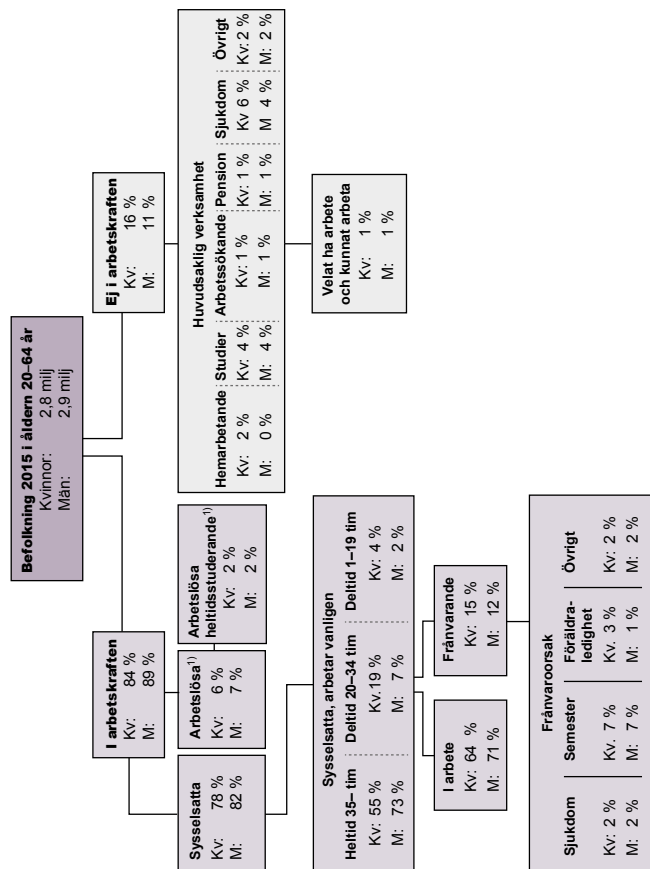 Befolkning 2015 i åldern 20–64 år
Kvinnor: 2,8 milj
Män: 2,9 milj
I arbetskraften
Kv: 84 %
M: 89 %
Ej i arbetskraften
Kv: 16 %
M: 11 %
Sysselsatta
Kv: 78 %
M: 82 %
Arbetslösa1)
Kv: 6 %
M: 7 %
Arbetslösa
heltidsstuderande1)
Kv: 2 %
M: 2 %
Huvudsaklig verksamhet
Hemarbetande Studier Arbetssökande Pension Sjukdom Övrigt
Kv: 2 % Kv: 4 % Kv: 1 % Kv: 1 % Kv 6 % Kv: 2 %
M: 0 % M: 4 % M: 1 % M: 1 % M 4 % M: 2 %
Velat ha arbete
och kunnat arbeta
Kv: 1 %
M: 1 %
Sysselsatta, arbetar vanligen
Heltid 35– tim Deltid 20–34 tim Deltid 1–19 tim
Kv: 55 % Kv.19 % Kv: 4 %
M: 73 % M: 7 % M: 2 %
I arbete
Kv: 64 %
M: 71 %
Frånvarande
Kv: 15 %
M: 12 %
Frånvaroorsak
Sjukdom Semester Föräldra-
ledighet Övrigt
Kv: 2 % Kv. 7 % Kv. 3 % Kv: 2 %
M: 2 % M: 7 % M: 1 % M: 2 %